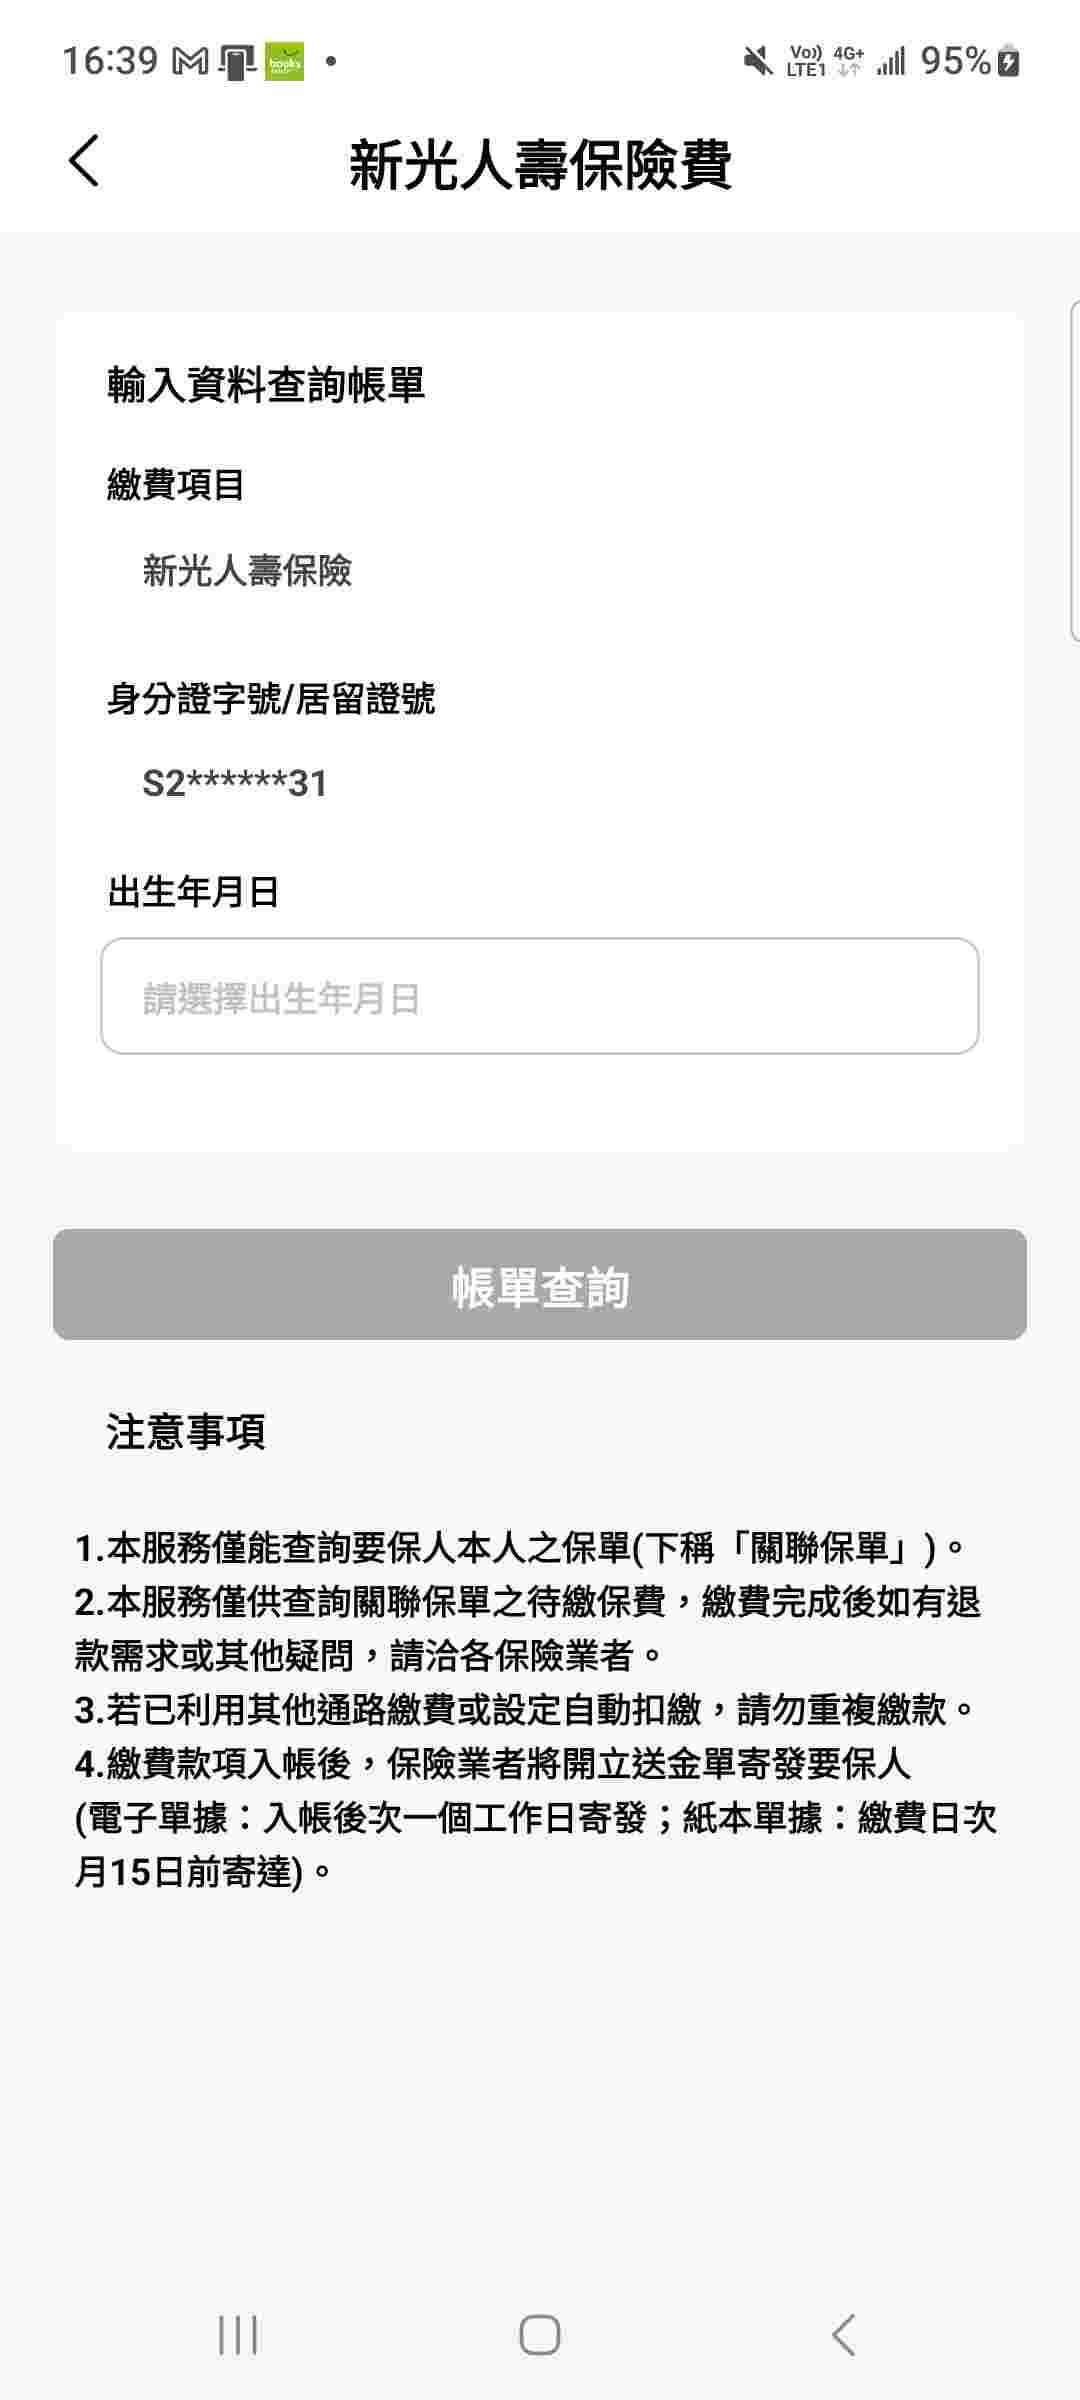 16:39
books
Vo)) 4G+
LTE1
95%
新光人壽保險費
輸入資料查詢帳單
繳費項目
新光人壽保險
身分證字號/居留證號
S2******31
出生年月日
請選擇出生年月日
帳單查詢
注意事項
1.本服務僅能查詢要保人本人之保單(下稱「關聯保單」)。
2.本服務僅供查詢關聯保單之待繳保費，繳費完成後如有退
款需求或其他疑問，請洽各保險業者。
3.若已利用其他通路繳費或設定自動扣繳，請勿重複繳款。
4.繳費款項入帳後，保險業者將開立送金單寄發要保人
(電子單據：入帳後次一個工作日寄發；紙本單據：繳費日次
月15日前寄達)。